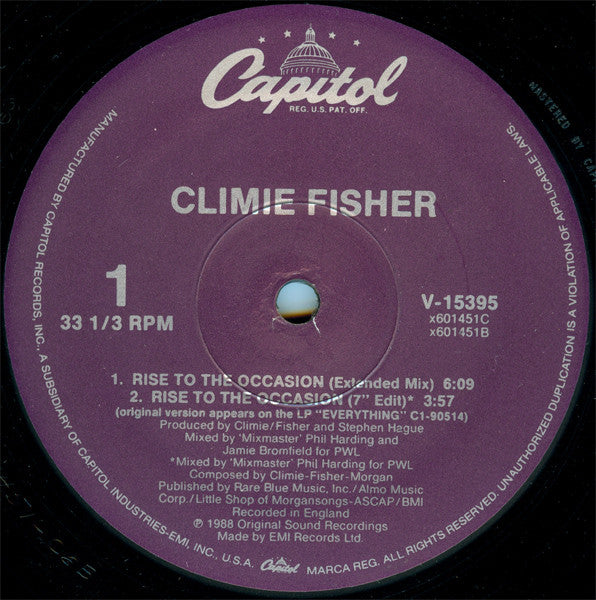 Capitol
REG. U.S. PAT. OFF.
CLIMIE FISHER
1
33 1/3 RPM
V-15395
x601451C
x601451B
1. RISE TO THE OCCASION (Extended Mix) 6:09
2. RISE TO THE OCCASION (7" Edit)* 3:57
(original version appears on the LP "EVERYTHING" C1-90514)
Produced by Climie/Fisher and Stephen Hague
Mixed by 'Mixmaster' Phil Harding and
Jamie Bromfield for PWL
*Mixed by 'Mixmaster' Phil Harding for PWL
Composed by Climie-Fisher-Morgan
Published by Rare Blue Music, Inc./Almo Music
Corp./Little Shop of Morgansongs-ASCAP/BMI
Recorded in England
℗ 1988 Original Sound Recordings
Made by EMI Records Ltd.
MANUFACTURED BY CAPITOL RECORDS, INC., A SUBSIDIARY OF CAPITOL INDUSTRIES-EMI, INC., U.S.A. Capitol MARCA REG. ALL RIGHTS RESERVED. UNAUTHORIZED DUPLICATION IS A VIOLATION OF APPLICABLE LAWS.
MASTERED BY